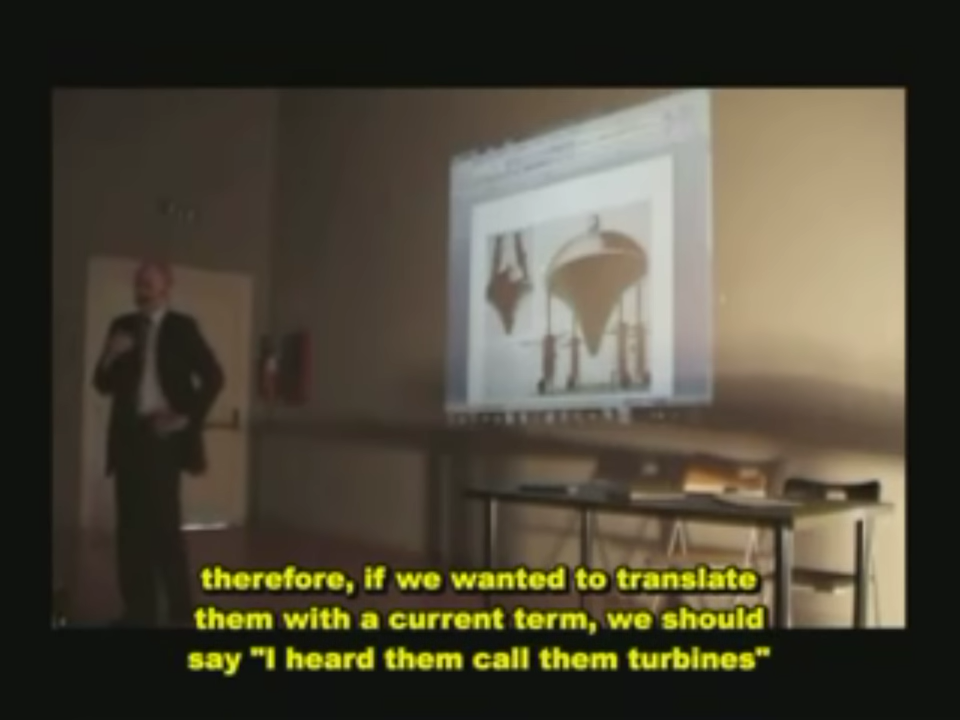 therefore, if we wanted to translate
them with a current term, we should
say "I heard them call them turbines"